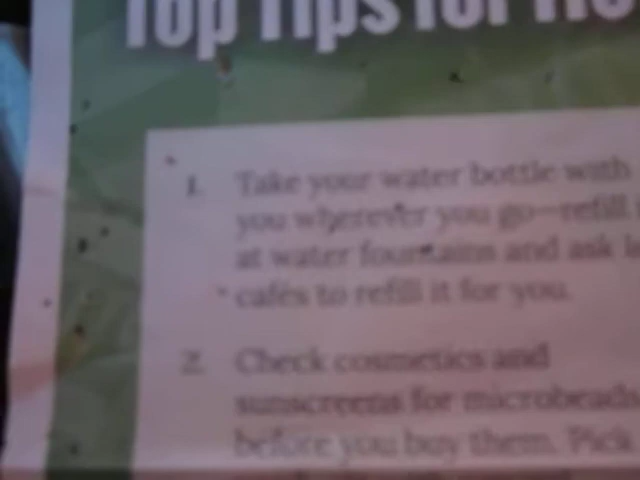 Top Tips for
1. Take your water bottle with
you wherever you go—refill
at water fountains and ask
cafés to refill it for you.
2. Check cosmetics and
sunscreens for microbeads
before you buy them. Pick